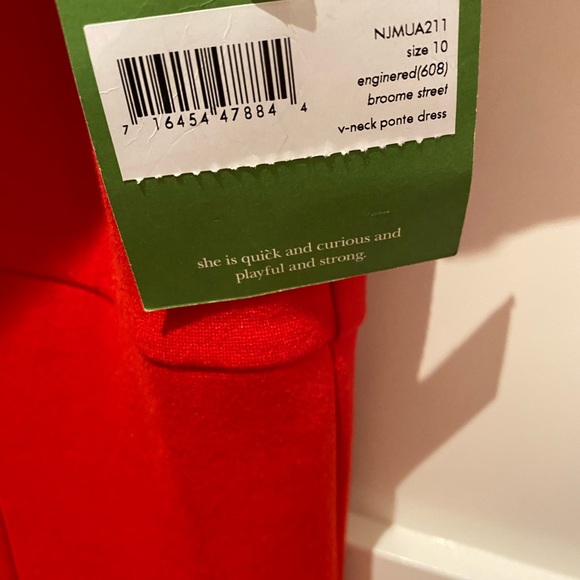 NJMUA211
size 10
enginered(608)
broome street
v-neck ponte dress
7 16454 47884 4
she is quick and curious and
playful and strong.